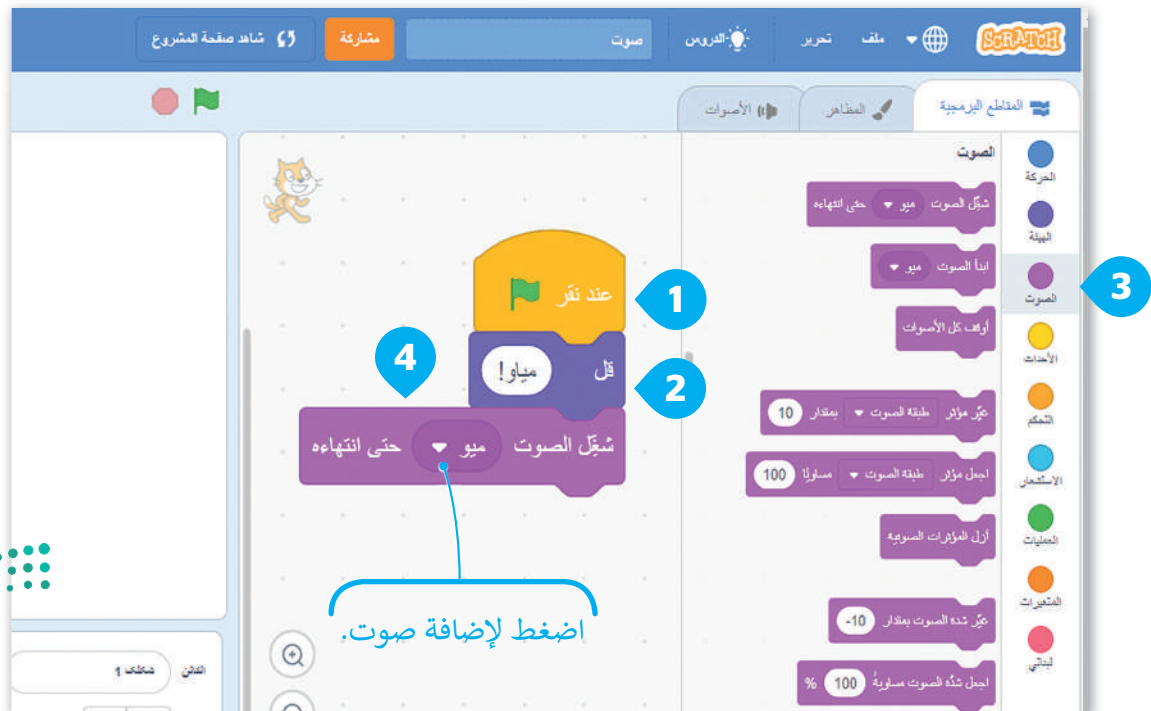 SCRATCH
ملف
تحرير
الدروس
صوت
مشاركة
شاهد صفحة المشروع
المقاطع البرمجية
المظاهر
الأصوات
الحركة
الهيئة
الصوت
الأحداث
التحكم
الاستشعار
العمليات
المتغيرات
لبناتي
الصوت
شغّل الصوت ميو حتى انتهاءه
ابدأ الصوت ميو
أوقف كل الأصوات
غيّر مؤثر طبقة الصوت بمقدار 10
اجعل مؤثر طبقة الصوت مساويًا 100
أزل المؤثرات الصوتية
غيّر شدة الصوت بمقدار -10
اجعل شدّة الصوت مساويةً 100 %
عند نقر
1
قل مياو!
2
3
4
شغّل الصوت ميو حتى انتهاءه
اضغط لإضافة صوت.
الكائن